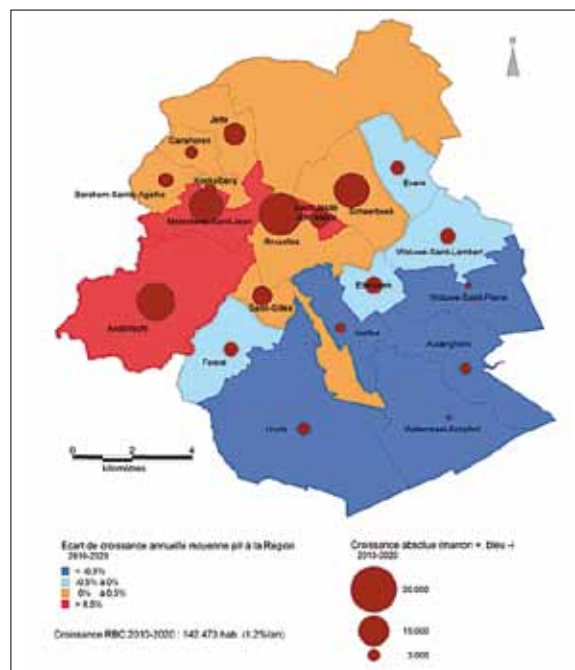 N
Jette
Ganshoren
Koekelberg
Berchem-Sainte-Agathe
Evere
Molenbeek-Saint-Jean
Schaerbeek
Bruxelles
Woluwe-Saint-Lambert
Etterbeek
Woluwe-Saint-Pierre
Saint-Gilles
Anderlecht
Ixelles
Auderghem
Forest
Watermael-Boitsfort
Uccle
0 2 4
kilomètres
Ecart de croissance annuelle moyenne p/r à la Région
2010-2020
< -0.5%
-0.5% à 0%
0% à 0.5%
> 0.5%
Croissance RBC 2010-2020 : 142.473 hab. (1.2%/an)
Croissance absolue (marron +, bleu -)
2010-2020
20.000
10.000
3.000